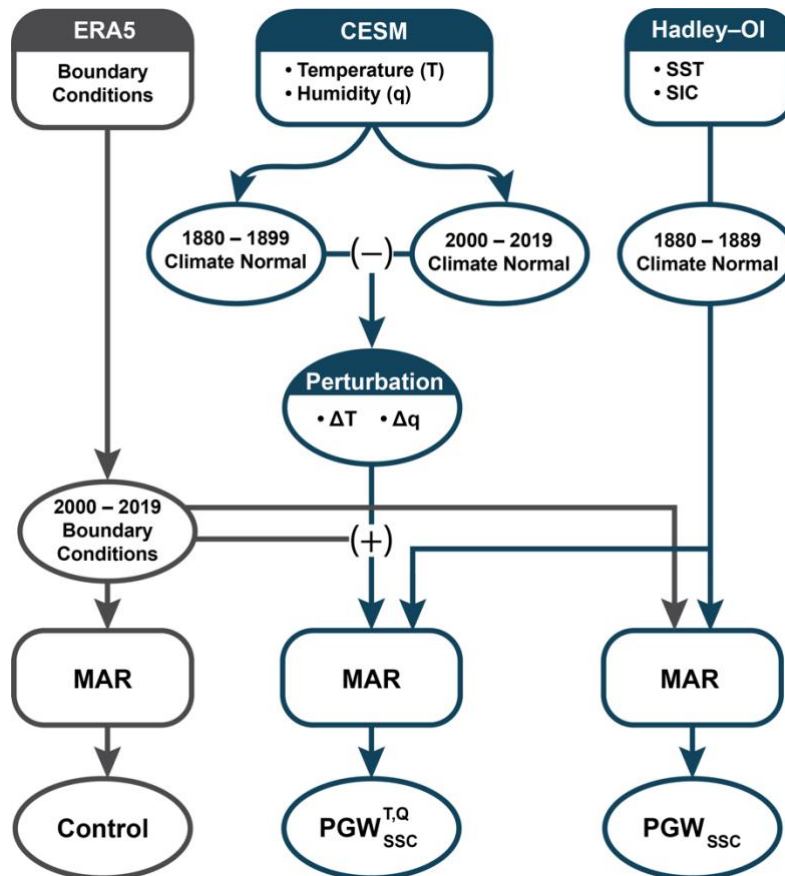 ERA5
Boundary
Conditions
CESM
• Temperature (T)
• Humidity (q)
Hadley–OI
• SST
• SIC
1880 – 1899
Climate Normal
(−)
2000 – 2019
Climate Normal
1880 – 1889
Climate Normal
Perturbation
• ΔT • Δq
2000 – 2019
Boundary
Conditions
(+)
MAR
MAR
MAR
Control
PGW T,Q SSC
PGW SSC